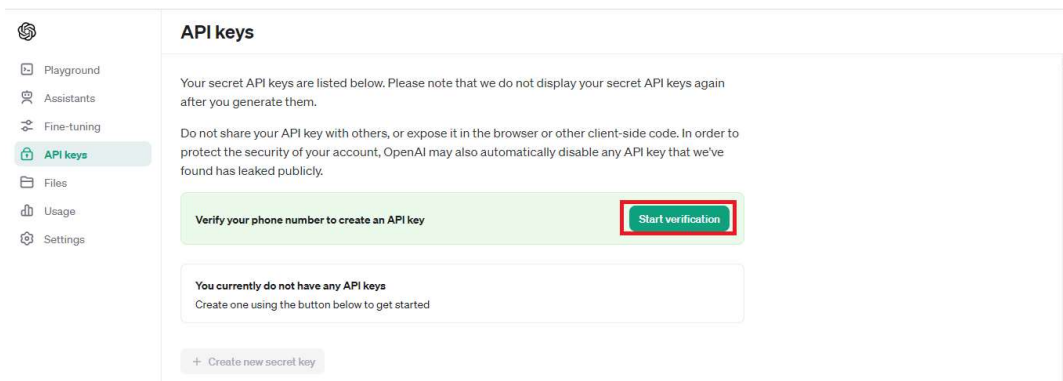 API keys
Playground
Assistants
Fine-tuning
API keys
Files
Usage
Settings
Your secret API keys are listed below. Please note that we do not display your secret API keys again
after you generate them.
Do not share your API key with others, or expose it in the browser or other client-side code. In order to
protect the security of your account, OpenAI may also automatically disable any API key that we've
found has leaked publicly.
Verify your phone number to create an API key
Start verification
You currently do not have any API keys
Create one using the button below to get started
+ Create new secret key